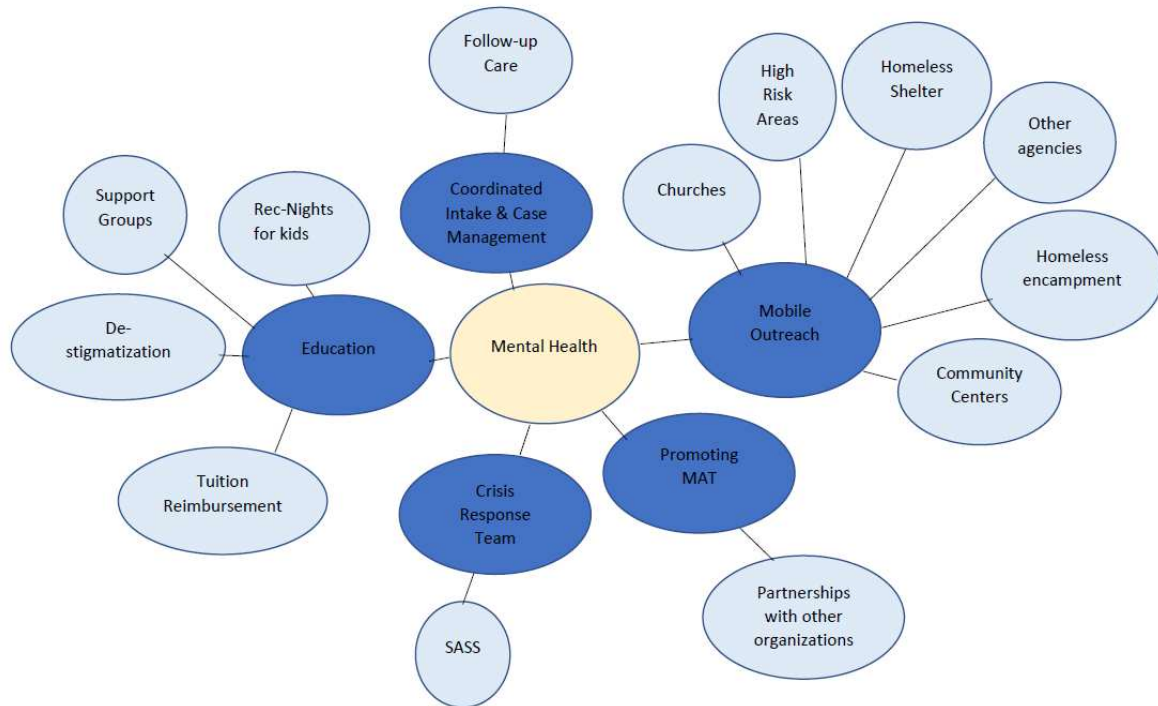 Follow-up
Care
High
Risk
Areas
Homeless
Shelter
Other
agencies
Support
Groups
Rec-Nights
for kids
Coordinated
Intake & Case
Management
Churches
Homeless
encampment
De-
stigmatization
Education
Mental Health
Mobile
Outreach
Community
Centers
Tuition
Reimbursement
Crisis
Response
Team
Promoting
MAT
SASS
Partnerships
with other
organizations